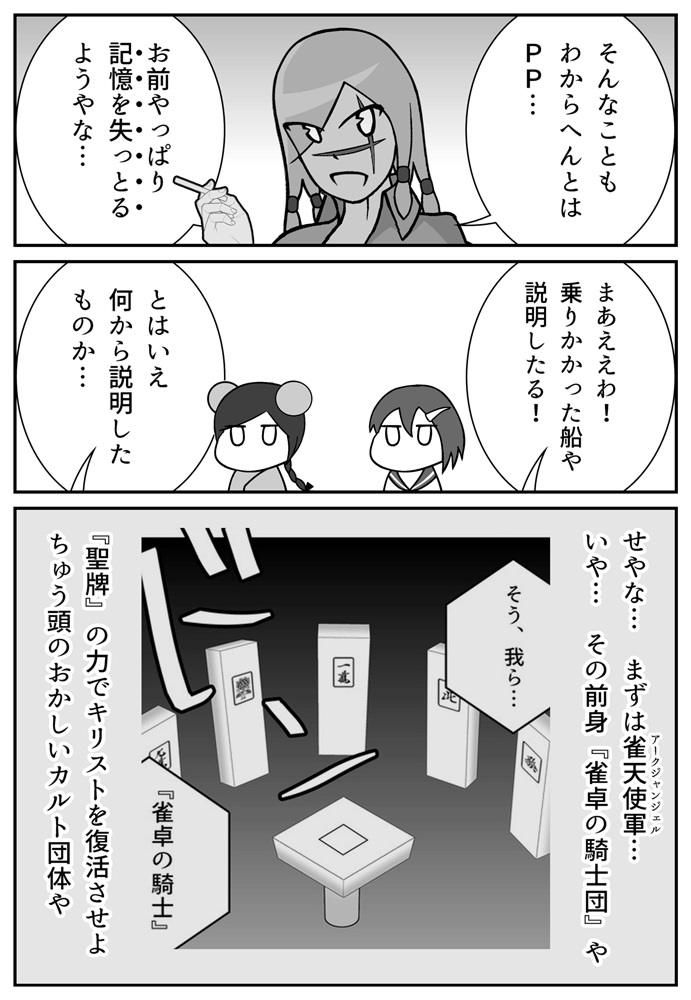 そんなことも
わからへんとは
PP…
お前やっぱり
記憶を失っとる
ようやな…
まあええわ！
乗りかかった船や
説明したる！
とはいえ
何から説明した
ものか…
せやな… まずは雀天使軍…
アークジャンジェル
いや… その前身『雀卓の騎士団』や
そう、我ら…
『雀卓の騎士』
一萬
北
『聖牌』の力でキリストを復活させよ
ちゅう頭のおかしいカルト団体や